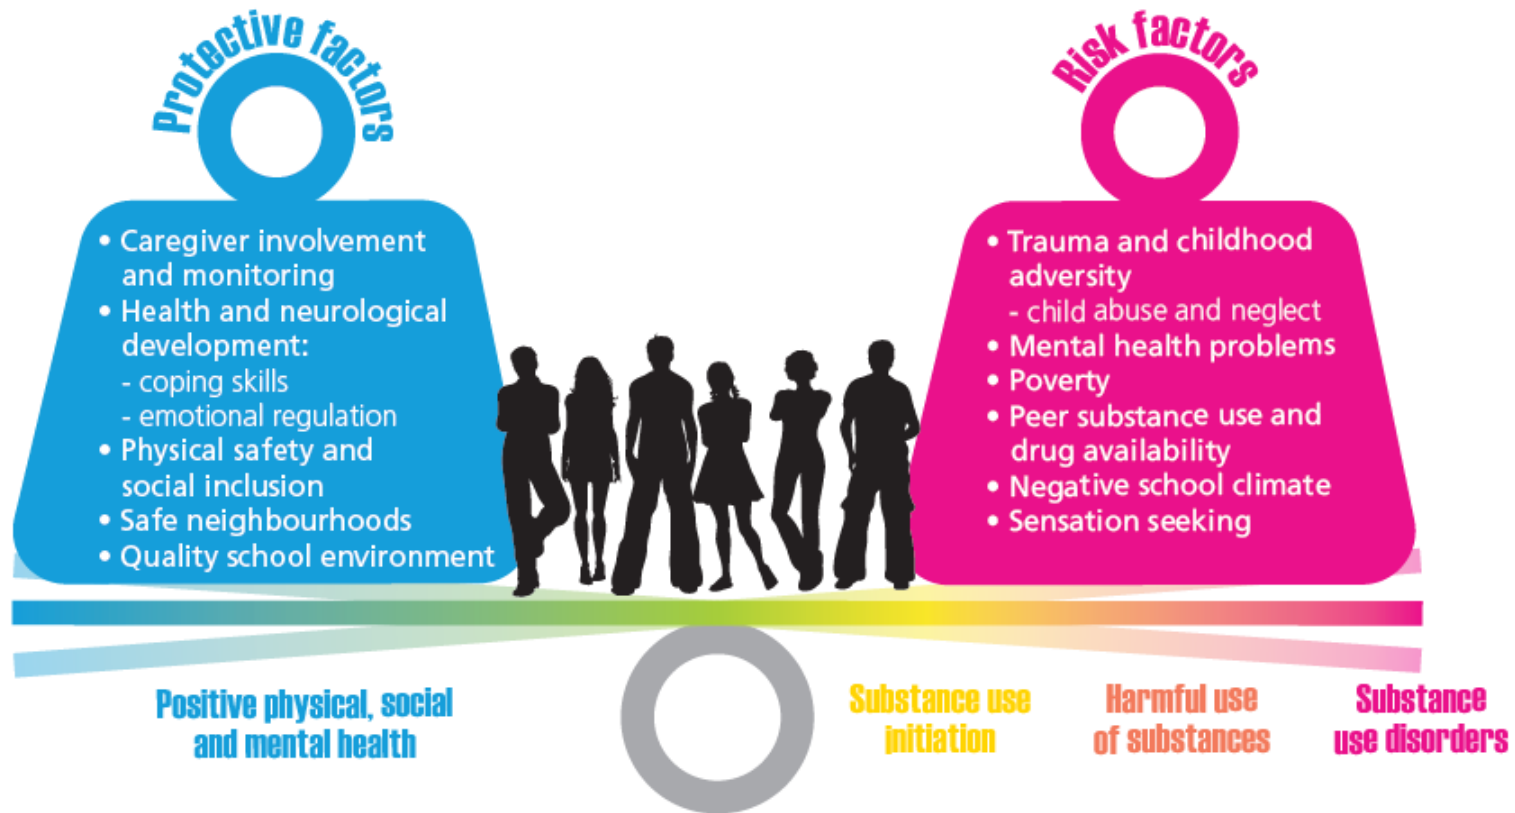 Protective factors
• Caregiver involvement
and monitoring
• Health and neurological
development:
- coping skills
- emotional regulation
• Physical safety and
social inclusion
• Safe neighbourhoods
• Quality school environment
Risk factors
• Trauma and childhood
adversity
- child abuse and neglect
• Mental health problems
• Poverty
• Peer substance use and
drug availability
• Negative school climate
• Sensation seeking
Positive physical, social
and mental health
Substance use
initiation
Harmful use
of substances
Substance
use disorders